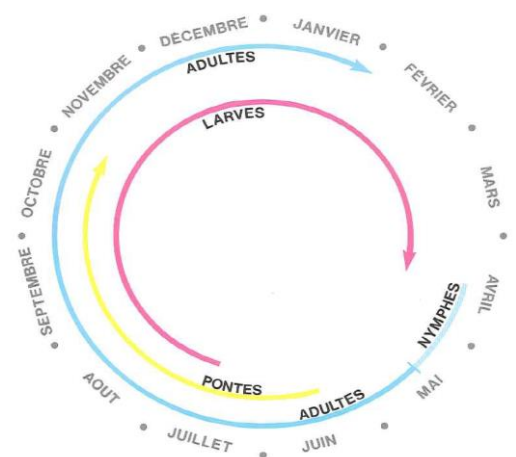 JANVIER
FÉVRIER
MARS
AVRIL
MAI
JUIN
JUILLET
AOUT
SEPTEMBRE
OCTOBRE
NOVEMBRE
DÉCEMBRE
ADULTES
LARVES
NYMPHES
ADULTES
PONTES